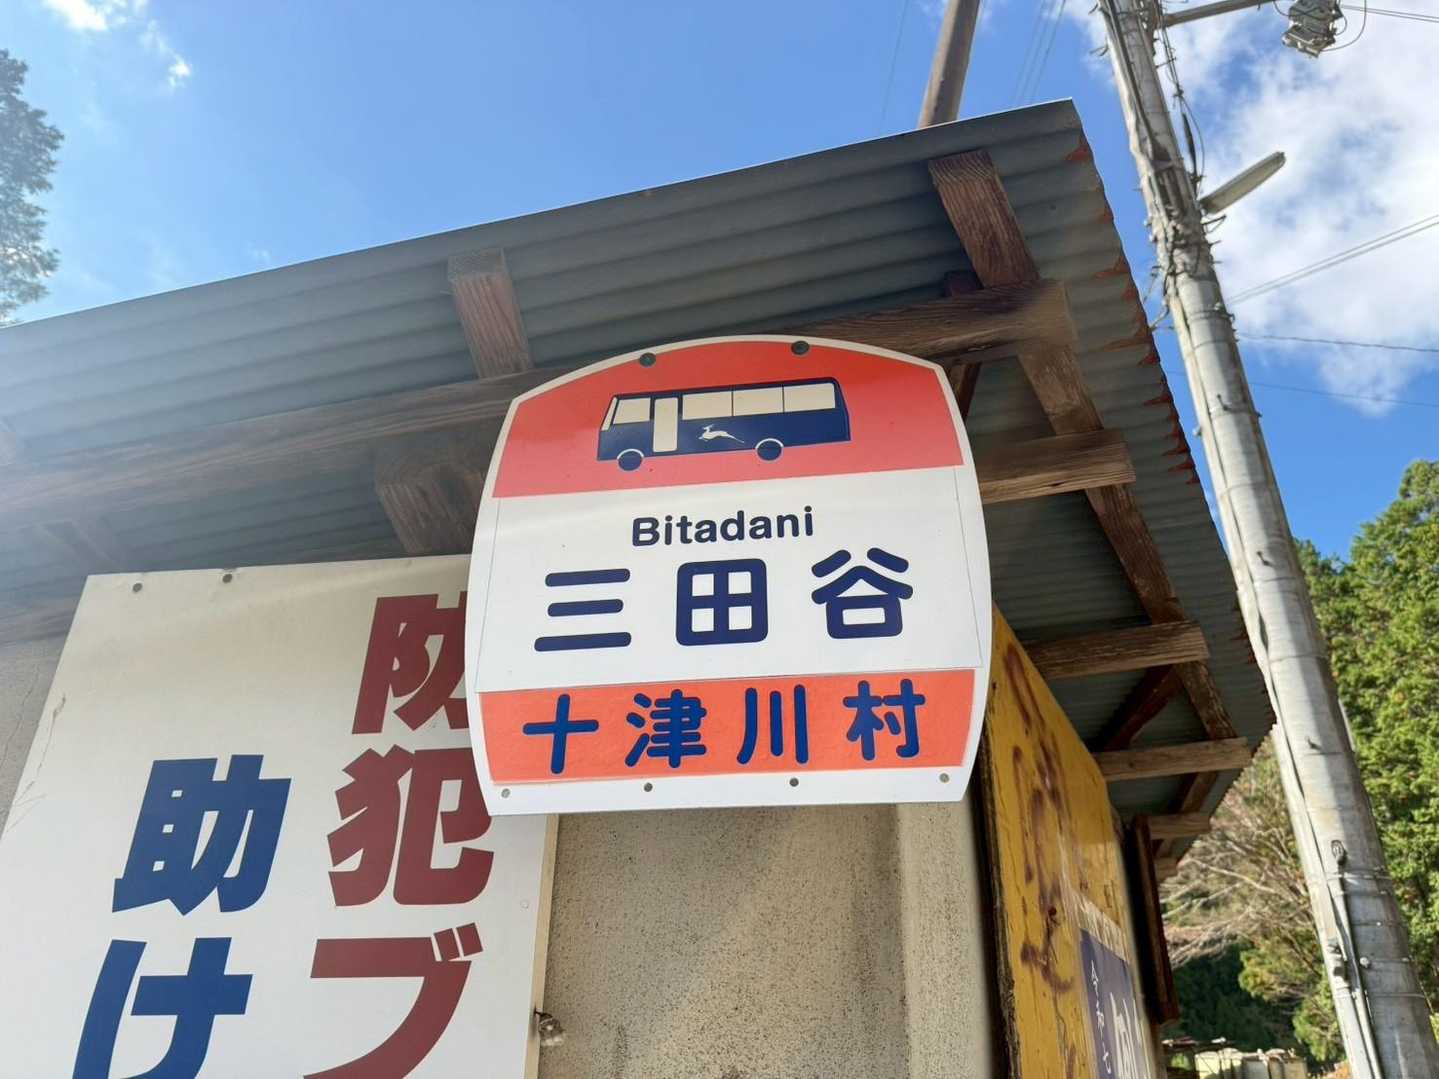 Bitadani
三田谷
十津川村
防犯ブ
助け